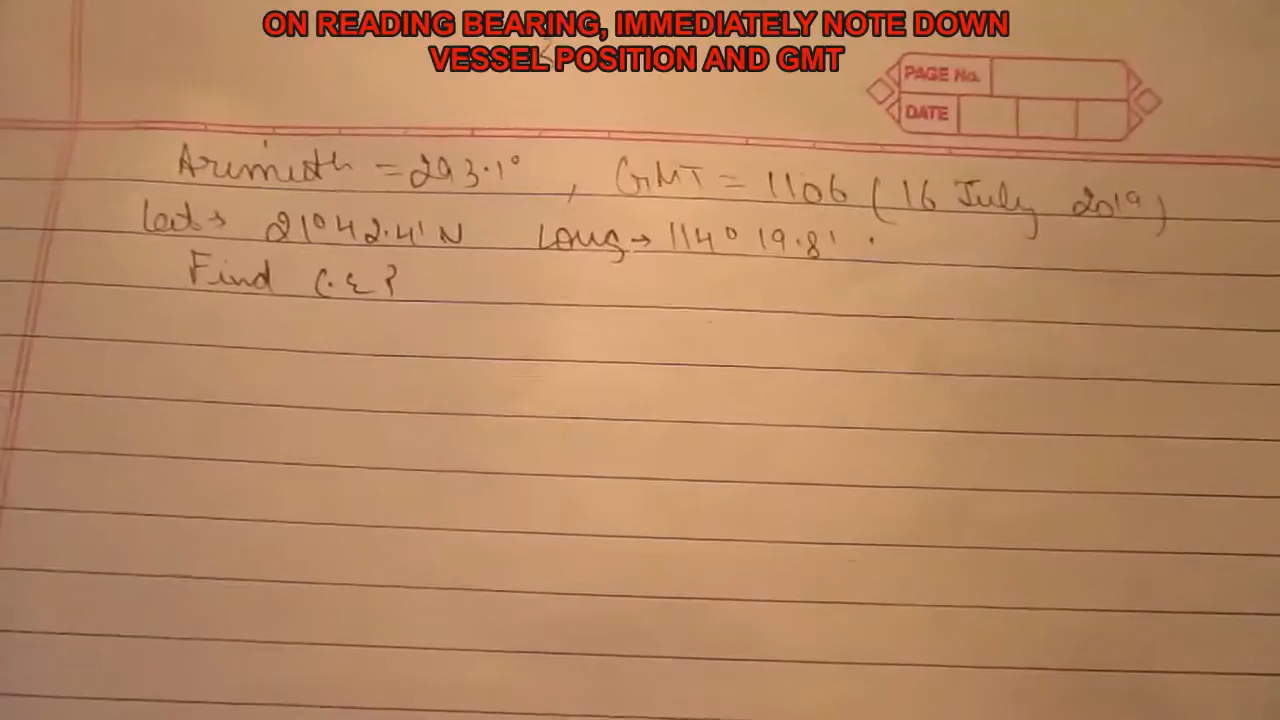 ON READING BEARING, IMMEDIATELY NOTE DOWN
VESSEL POSITION AND GMT
PAGE No.
DATE
Azimuth = 293.1° , GMT = 1106 ( 16 July 2019)
Lat→ 21° 42.4' N Long→ 114° 19.8' .
Find C.E?